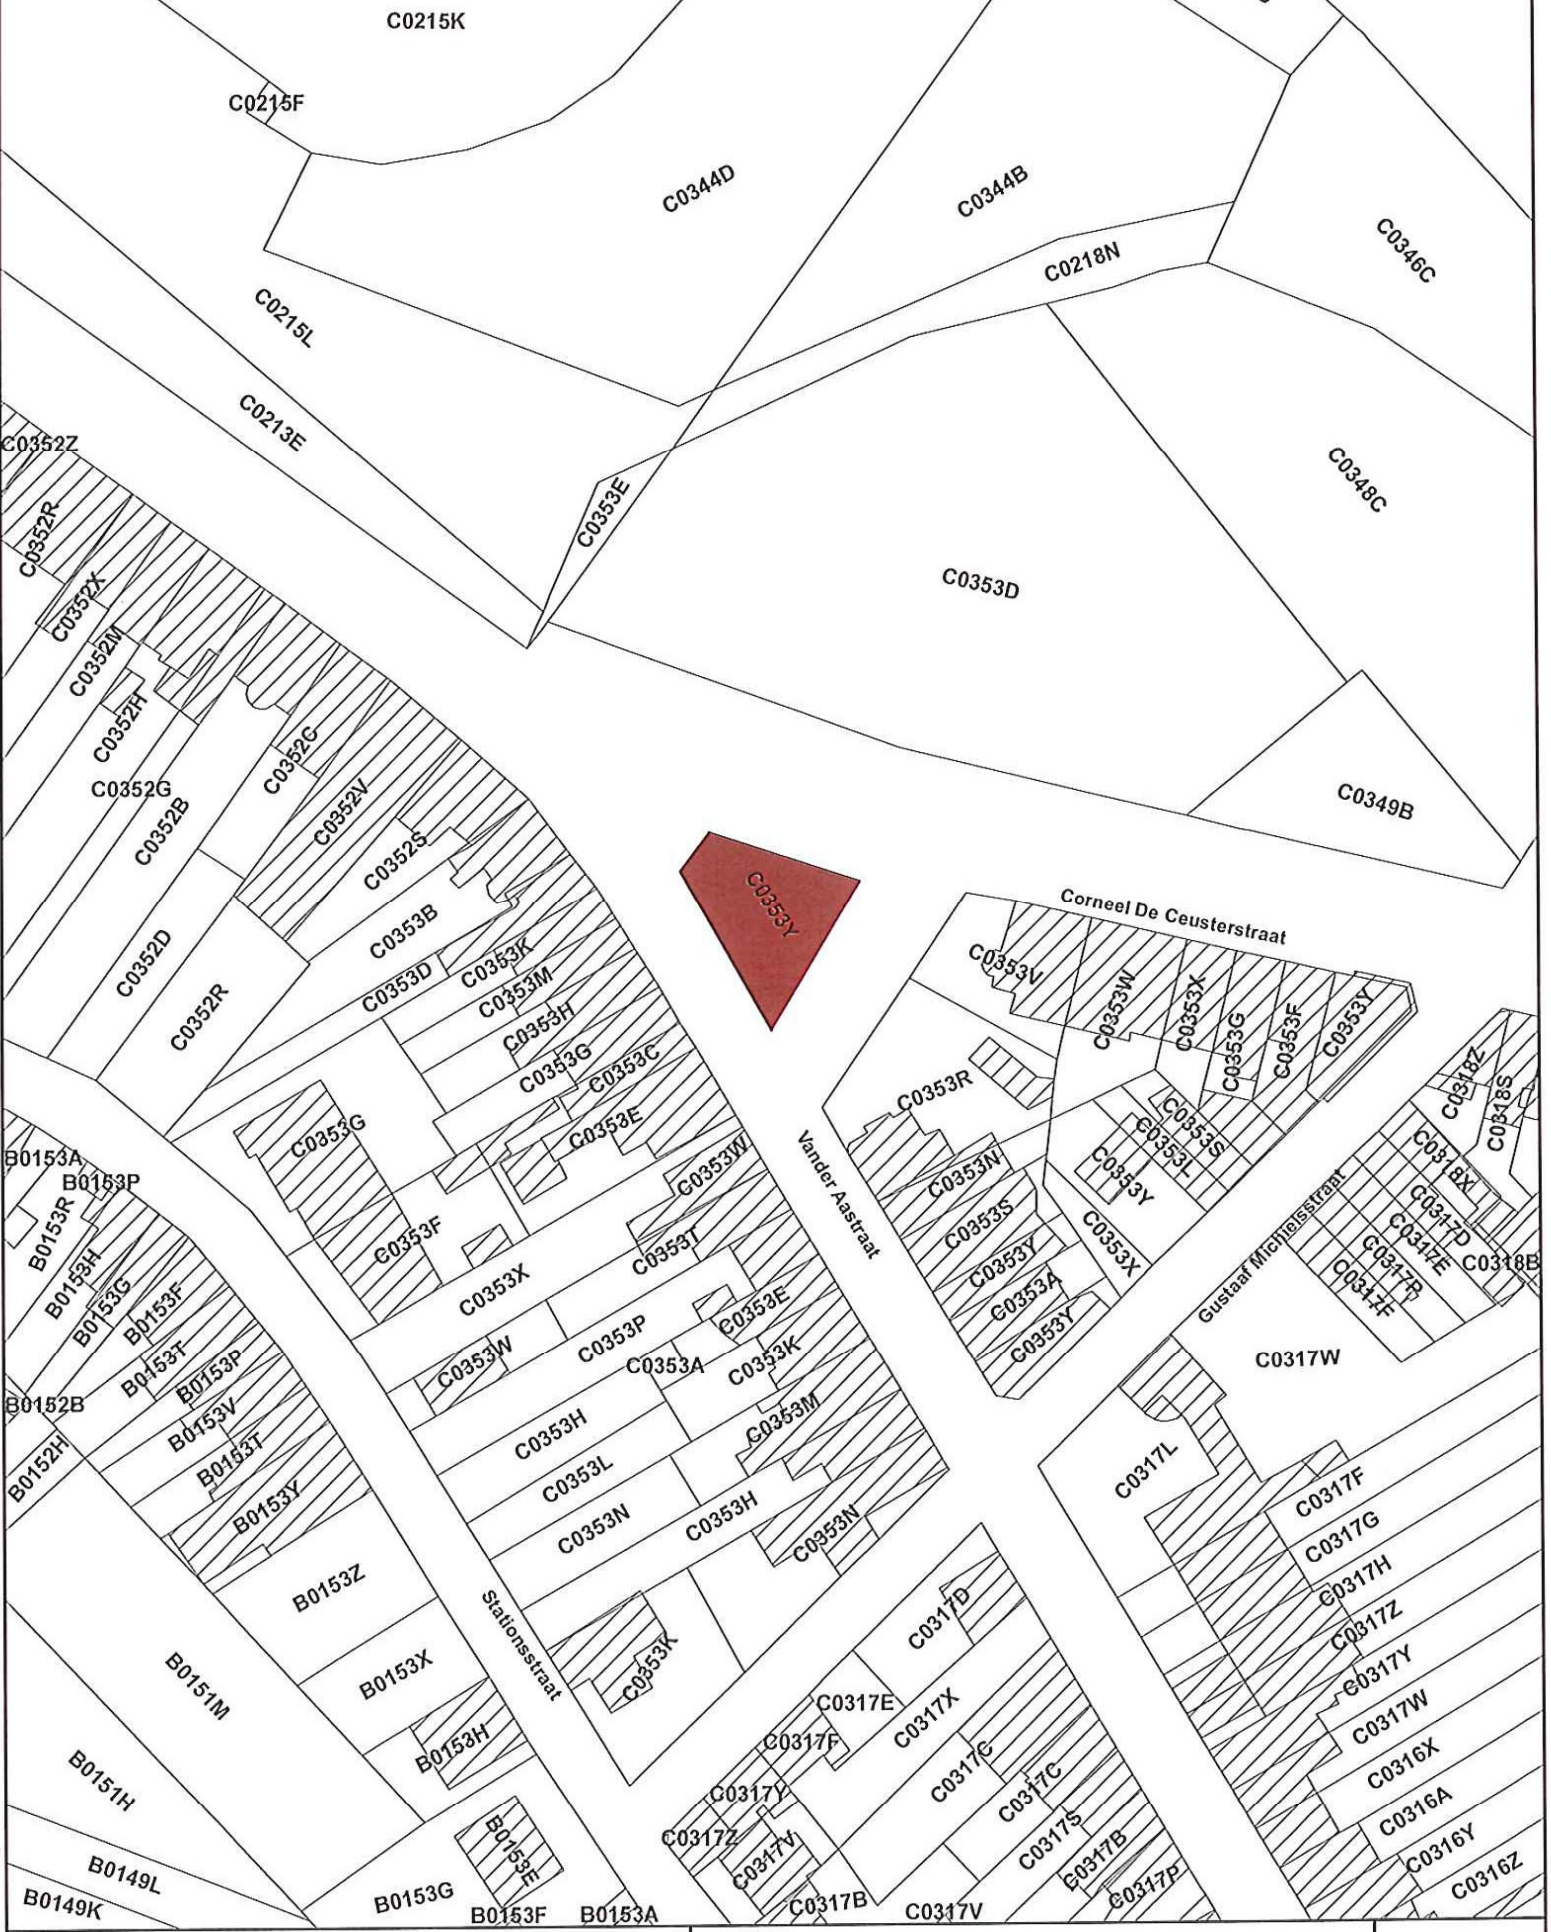 C0215K
C0215F
C0344D
C0344B
C0218N
C0346C
C0215L
C0213E
C0352Z
C0352R
C0353E
C0348C
C0353D
C0352X
C0352M
C0352H
C0352C
C0352G
C0352B
C0352V
C0352S
C0349B
C0353Y
Corneel De Ceusterstraat
C0353B
C0352D
C0352R
C0353D
C0353K
C0353M
C0353H
C0353G
C0353C
C0353E
C0353V
C0353W
C0353X
C0353G
C0353F
C0353Y
C0353R
C0318Z
C0318S
C0353G
C0353F
C0353W
C0353T
C0353X
Vander Aastraat
C0353N
C0353S
C0353Y
C0353A
C0353Y
C0353S
C0353L
C0353Y
C0353X
Gustaaf Michielsstraat
C0318X
C0317D
C0317E
C0317R
C0317F
C0318B
B0153A
B0153P
B0153R
B0153H
B0153G
B0153F
B0153T
B0153P
B0153V
B0153T
B0153Y
B0152B
B0152H
C0353W
C0353P
C0353E
C0353A
C0353K
C0353M
C0353H
C0353L
C0353N
C0353H
C0353N
C0317W
C0317L
C0317F
C0317G
C0317H
C0317Z
C0317Y
C0317W
C0316X
C0316A
C0316Y
C0316Z
B0153Z
B0153X
B0153H
Stationsstraat
C0353K
B0151M
B0151H
B0149L
B0149K
B0153G
B0153E
B0153F
B0153A
C0317D
C0317E
C0317X
C0317F
C0317C
C0317Y
C0317C
C0317Z
C0317V
C0317S
C0317B
C0317P
C0317B
C0317V